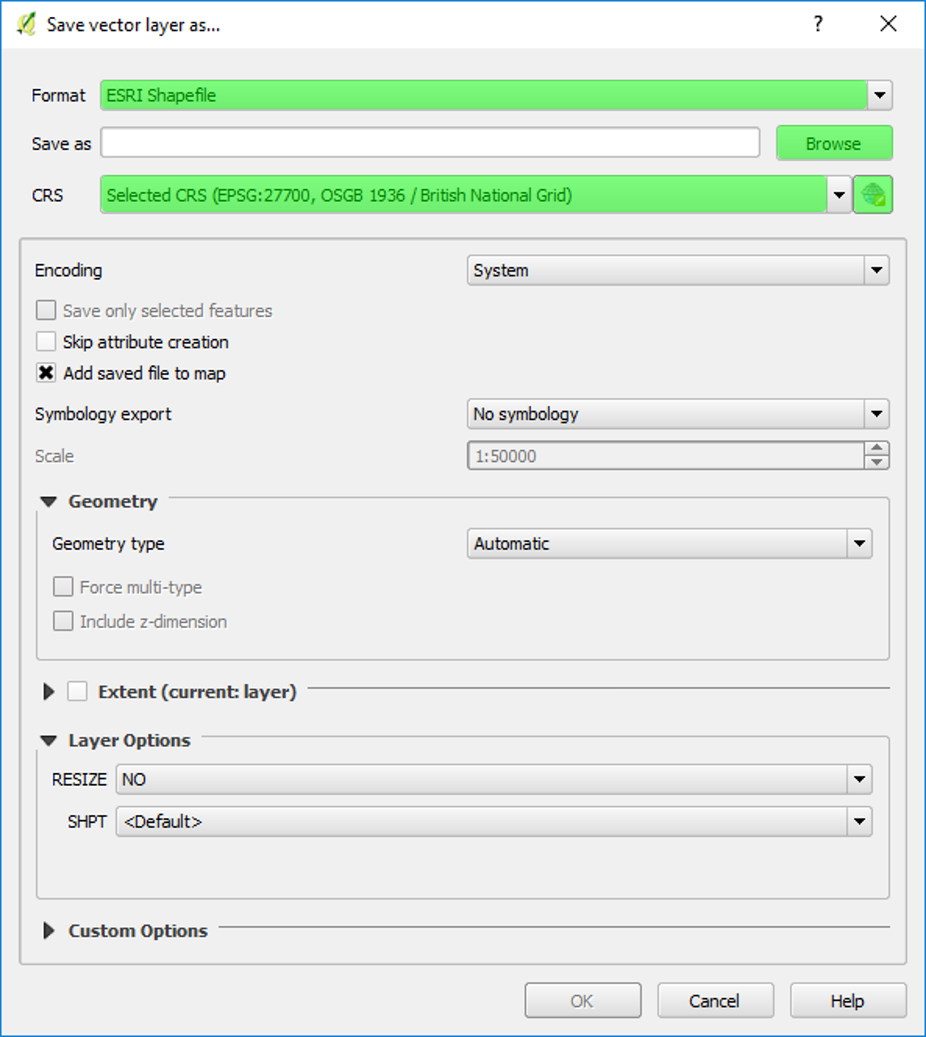 Save vector layer as...
?
Format ESRI Shapefile
Save as Browse
CRS Selected CRS (EPSG:27700, OSGB 1936 / British National Grid)
Encoding System
Save only selected features
Skip attribute creation
Add saved file to map
Symbology export No symbology
Scale 1:50000
Geometry
Geometry type Automatic
Force multi-type
Include z-dimension
Extent (current: layer)
Layer Options
RESIZE NO
SHPT <Default>
Custom Options
OK Cancel Help